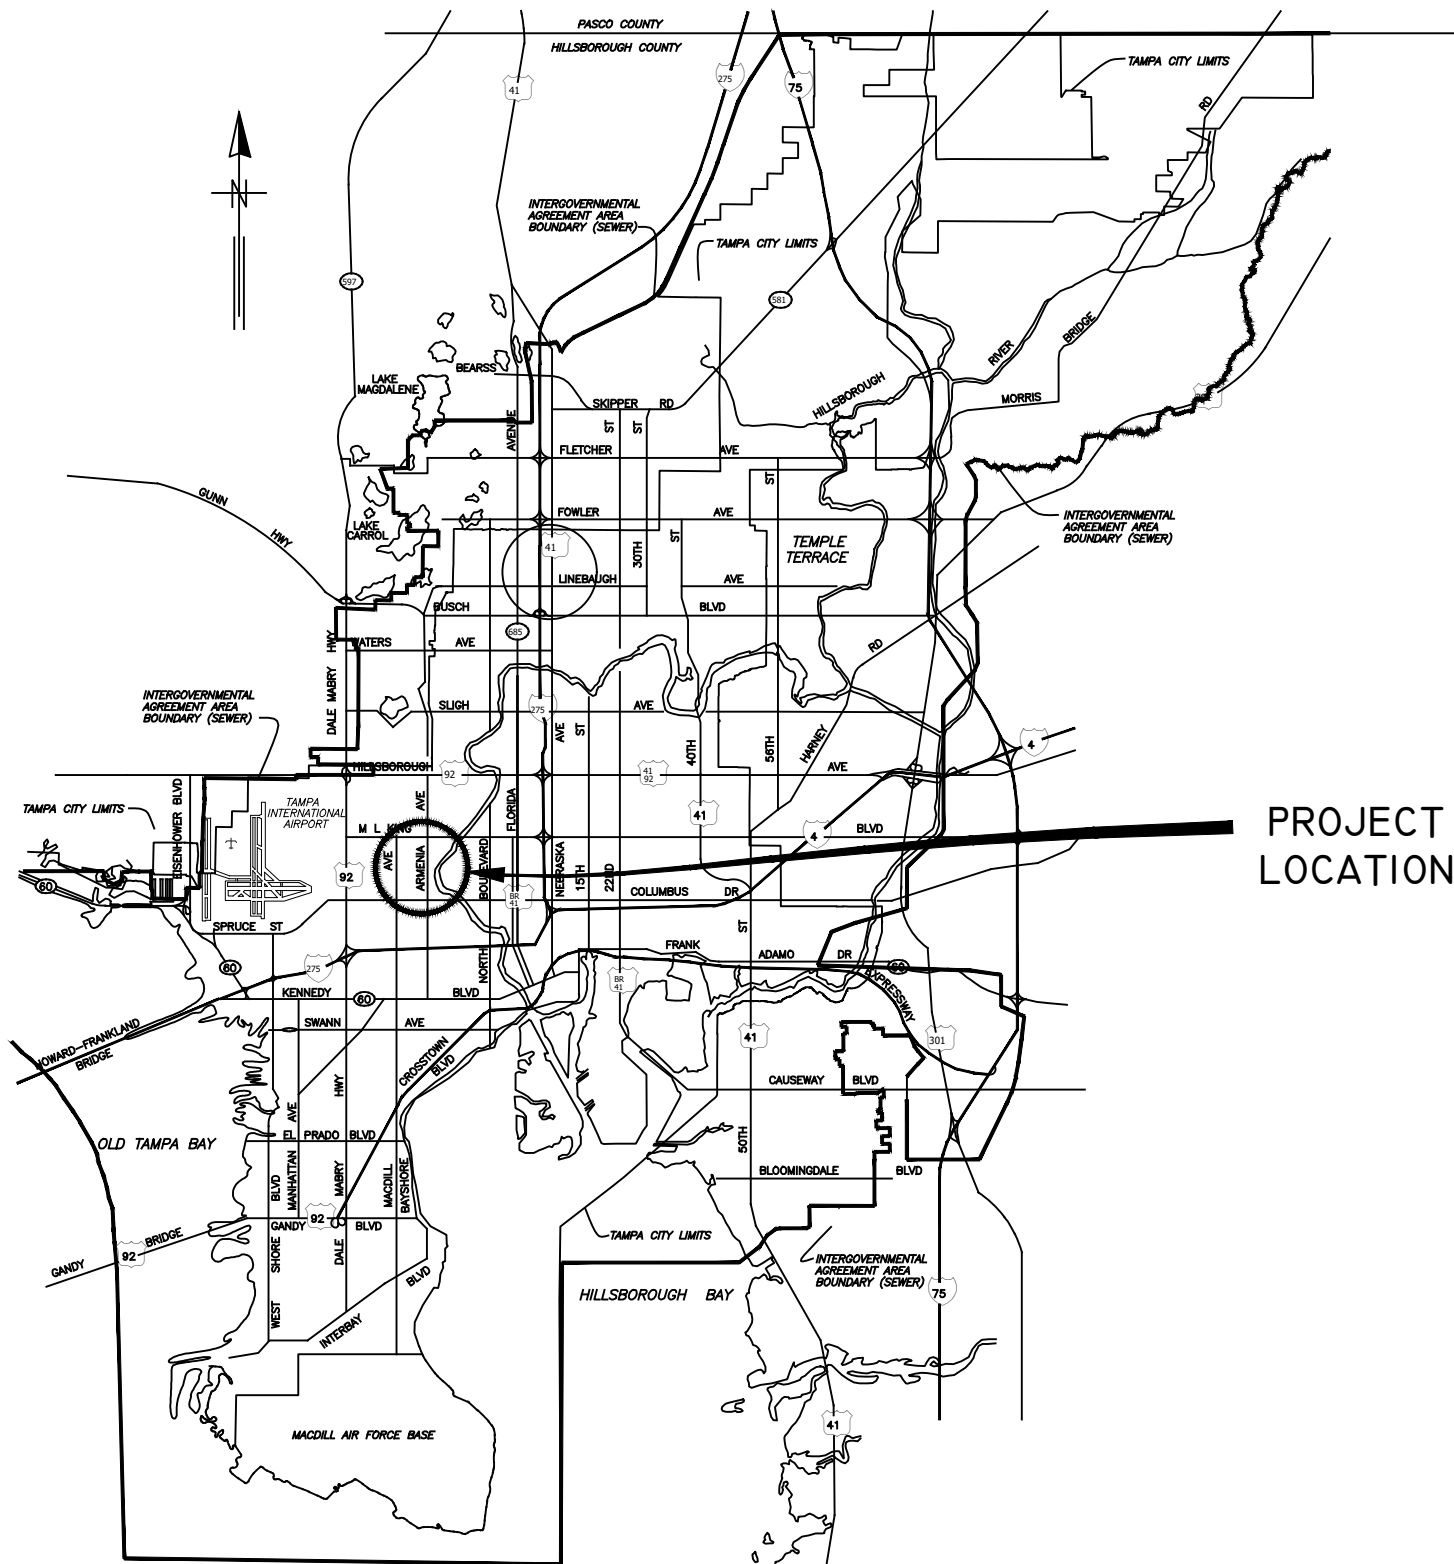 PASCO COUNTY
HILLSBOROUGH COUNTY
TAMPA CITY LIMITS
41
275
75
RD
N
INTERGOVERNMENTAL
AGREEMENT AREA
BOUNDARY (SEWER)
TAMPA CITY LIMITS
597
581
BRIDGE
RIVER
BEARSS
LAKE
MAGDALENE
HILLSBOROUGH
MORRIS
SKIPPER RD
AVENUE
ST
ST
FLETCHER AVE
ST
GUNN
HWY
LAKE
CARROL
FOWLER AVE
INTERGOVERNMENTAL
AGREEMENT AREA
BOUNDARY (SEWER)
41
30TH
ST
TEMPLE
TERRACE
LINEBAUGH AVE
BUSCH BLVD
685
WATERS AVE
HWY
RD
DALE MABRY
INTERGOVERNMENTAL
AGREEMENT AREA
BOUNDARY (SEWER)
SLIGH AVE
275
AVE
ST
40TH
56TH
HARNEY
4
HILLSBOROUGH AVE
92
41
92
EISENHOWER BLVD
TAMPA CITY LIMITS
TAMPA
INTERNATIONAL
AIRPORT
AVE
FLORIDA
41
M L KING BLVD
4
PROJECT
LOCATION
AVE
ARMENIA
BOULEVARD
NEBRASKA
15TH
22ND
92
60
COLUMBUS DR
BR
41
SPRUCE ST
ST
FRANK ADAMO DR
60
60
275
NORTH
BR
41
EXPRESSWAY
KENNEDY 60 BLVD
SWANN AVE
HOWARD-FRANKLAND
BRIDGE
CROSSTOWN
BLVD
41
301
HWY
CAUSEWAY BLVD
AVE
OLD TAMPA BAY
EL PRADO BLVD
50TH
BLVD
MANHATTAN
MABRY
MACDILL
BAYSHORE
BLOOMINGDALE BLVD
92
GANDY BLVD
GANDY
92
BRIDGE
SHORE
DALE
BLVD
TAMPA CITY LIMITS
INTERGOVERNMENTAL
AGREEMENT AREA
BOUNDARY (SEWER)
HILLSBOROUGH BAY
75
WEST
INTERBAY
MACDILL AIR FORCE BASE
41